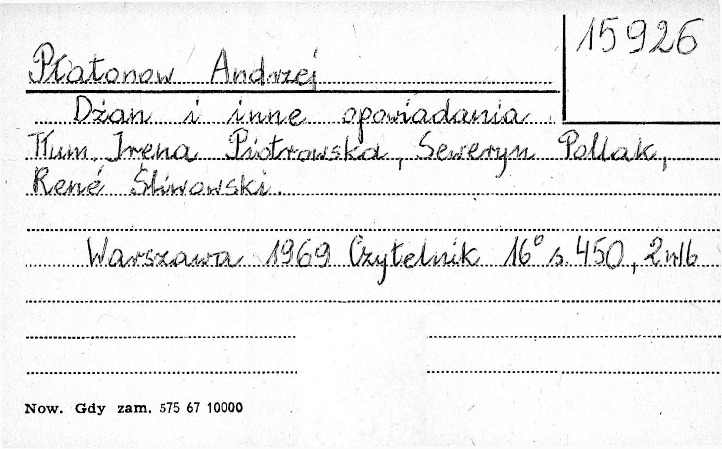 15926
Płatonow Andrzej
Dżan i inne opowiadania.
Tłum. Irena Piotrowska, Seweryn Pollak,
René Śliwowski.
Warszawa 1969 Czytelnik 16° s. 450, 2 nlb
Now. Gdy zam. 575 67 10000